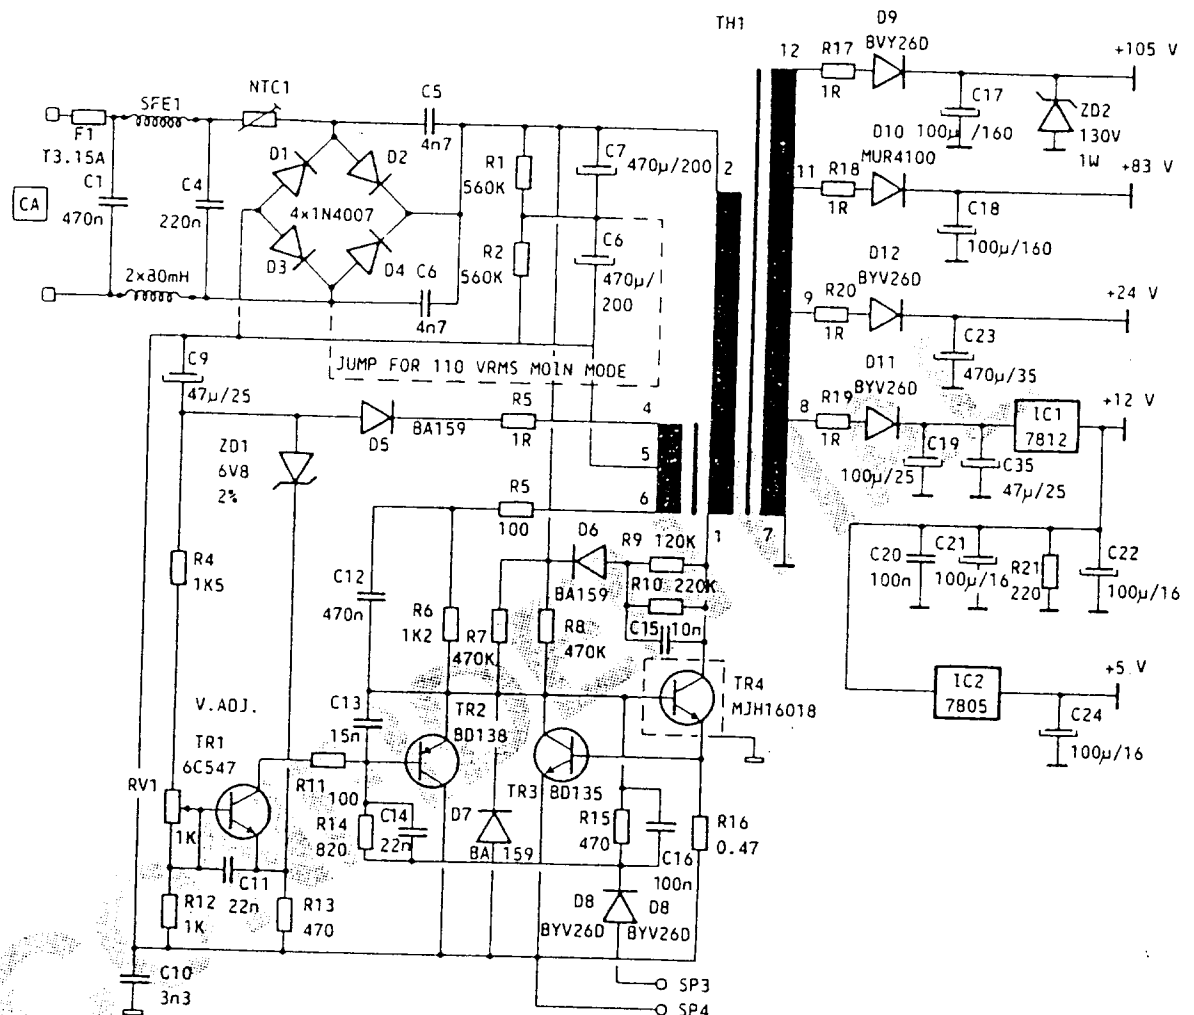 TH1
D9
BVY26D
12
R17
1R
+105 V
C17
100µ/160
ZD2
130V
1W
NTC1
C5
4n7
SFE1
F1
T3.15A
C1
470n
CA
C4
220n
D1
D2
4x1N4007
D3
D4
C6
4n7
2x80mH
R1
560K
R2
560K
C7
470µ/200
C6
470µ/
200
2
D10
MUR4100
11
R18
1R
+83 V
C18
100µ/160
D12
BYV26D
9
R20
1R
+24 V
C23
470µ/35
JUMP FOR 110 VRMS MOIN MODE
D11
BYV26D
8
R19
1R
C19
100µ/25
C35
47µ/25
IC1
7812
+12 V
C9
47µ/25
D5
BA159
R5
1R
4
5
6
ZD1
6V8
2%
R5
100
1
7
R4
1K5
C12
470n
R6
1K2
R7
470K
D6
BA159
R8
470K
R9
120K
R10
220K
C15
10n
C20
100n
C21
100µ/16
R21
220
C22
100µ/16
TR4
MJH16018
IC2
7805
+5 V
C24
100µ/16
V.ADJ.
TR1
6C547
RV1
1K
C13
15n
TR2
BD138
TR3
BD135
R11
100
R14
820
C14
22n
D7
BA159
R15
470
C16
100n
R16
0.47
C11
22n
R12
1K
R13
470
D8
BYV26D
D8
BYV26D
C10
3n3
SP3
SP4